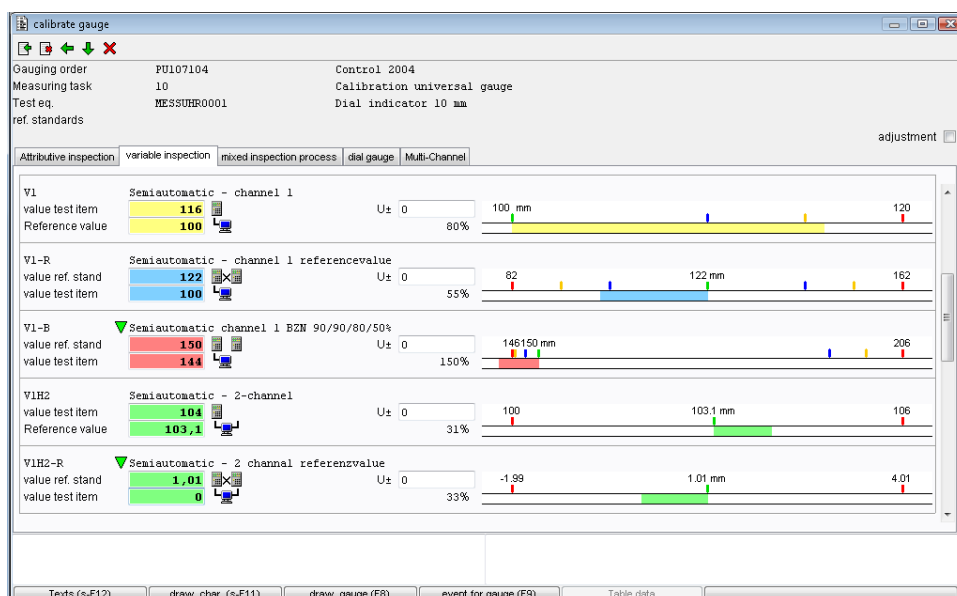 calibrate gauge
Gauging order PU107104 Control 2004
Measuring task 10 Calibration universal gauge
Test eq. MESSUHR0001 Dial indicator 10 mm
ref. standards
adjustment
Attributive inspection variable inspection mixed inspection process dial gauge Multi-Channel
V1 Semiautomatic - channel 1
value test item 116 U± 0 100 mm 120
Reference value 100 80%
V1-R Semiautomatic - channel 1 referencevalue
value ref. stand 122 U± 0 82 122 mm 162
value test item 100 55%
V1-B Semiautomatic channel 1 BZN 90/90/80/50%
value ref. stand 150 U± 0 146150 mm 206
value test item 144 150%
V1H2 Semiautomatic - 2-channel
value test item 104 U± 0 100 103.1 mm 106
Reference value 103,1 31%
V1H2-R Semiautomatic - 2 channal referenzvalue
value ref. stand 1,01 U± 0 -1.99 1.01 mm 4.01
value test item 0 33%
Texts (s-F12) draw. char. (s-F11) draw. gauge (F8) event for gauge (F9) Table data